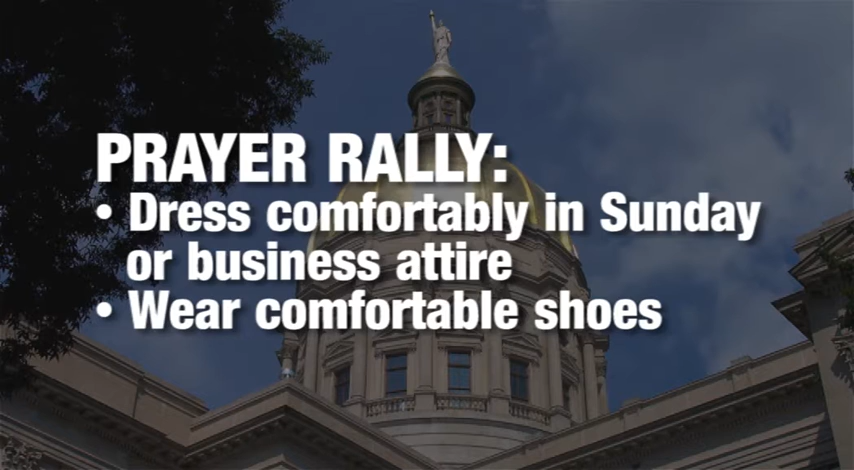 PRAYER RALLY:
• Dress comfortably in Sunday
or business attire
• Wear comfortable shoes